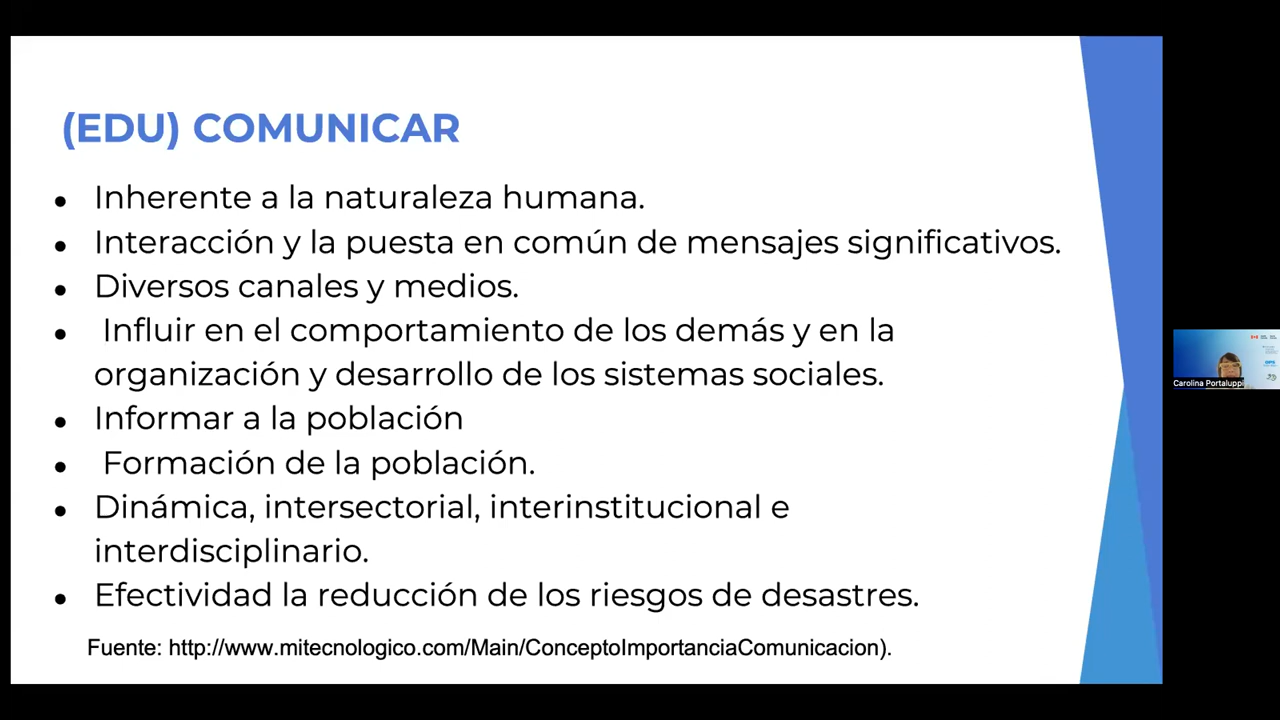 (EDU) COMUNICAR
● Inherente a la naturaleza humana.
● Interacción y la puesta en común de mensajes significativos.
● Diversos canales y medios.
● Influir en el comportamiento de los demás y en la
organización y desarrollo de los sistemas sociales.
● Informar a la población
● Formación de la población.
● Dinámica, intersectorial, interinstitucional e
interdisciplinario.
● Efectividad la reducción de los riesgos de desastres.
Fuente: http://www.mitecnologico.com/Main/ConceptoImportanciaComunicacion).
Carolina Portaluppi